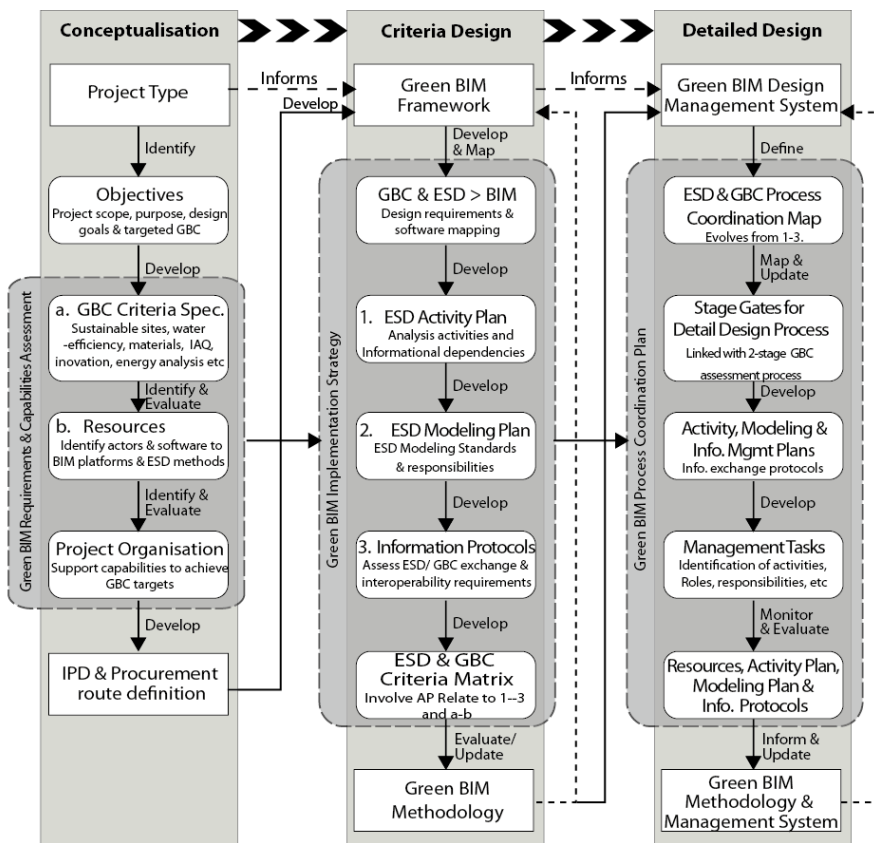 Conceptualisation
Project Type
Identify
Objectives
Project scope, purpose, design
goals & targeted GBC
Develop
Green BIM Requirements & Capabilities Assessment
a. GBC Criteria Spec.
Sustainable sites, water
-efficiency, materials, IAQ,
inovation, energy analysis etc
Identify &
Evaluate
b. Resources
Identify actors & software to
BIM platforms & ESD methods
Identify &
Evaluate
Project Organisation
Support capabilities to achieve
GBC targets
Develop
IPD & Procurement
route definition
Informs
Develop
Criteria Design
Green BIM
Framework
Develop
& Map
Green BIM Implementation Strategy
GBC & ESD > BIM
Design requirements &
software mapping
Develop
1. ESD Activity Plan
Analysis activities and
Informational dependencies
Develop
2. ESD Modeling Plan
ESD Modeling Standards
& responsibilities
Develop
3. Information Protocols
Assess ESD/ GBC exchange &
interoperability requirements
Develop
ESD & GBC
Criteria Matrix
Involve AP Relate to 1--3
and a-b
Evaluate/
Update
Green BIM
Methodology
Informs
Detailed Design
Green BIM Design
Management System
Define
Green BIM Process Coordination Plan
ESD & GBC Process
Coordination Map
Evolves from 1-3.
Map &
Update
Stage Gates for
Detail Design Process
Linked with 2-stage GBC
assessment process
Develop
Activity, Modeling &
Info. Mgmt Plans
Info. exchange protocols
Develop
Management Tasks
Identification of activities,
Roles, responsibilities, etc
Monitor
& Evaluate
Resources, Activity Plan,
Modeling Plan &
Info. Protocols
Inform &
Update
Green BIM
Methodology &
Management System